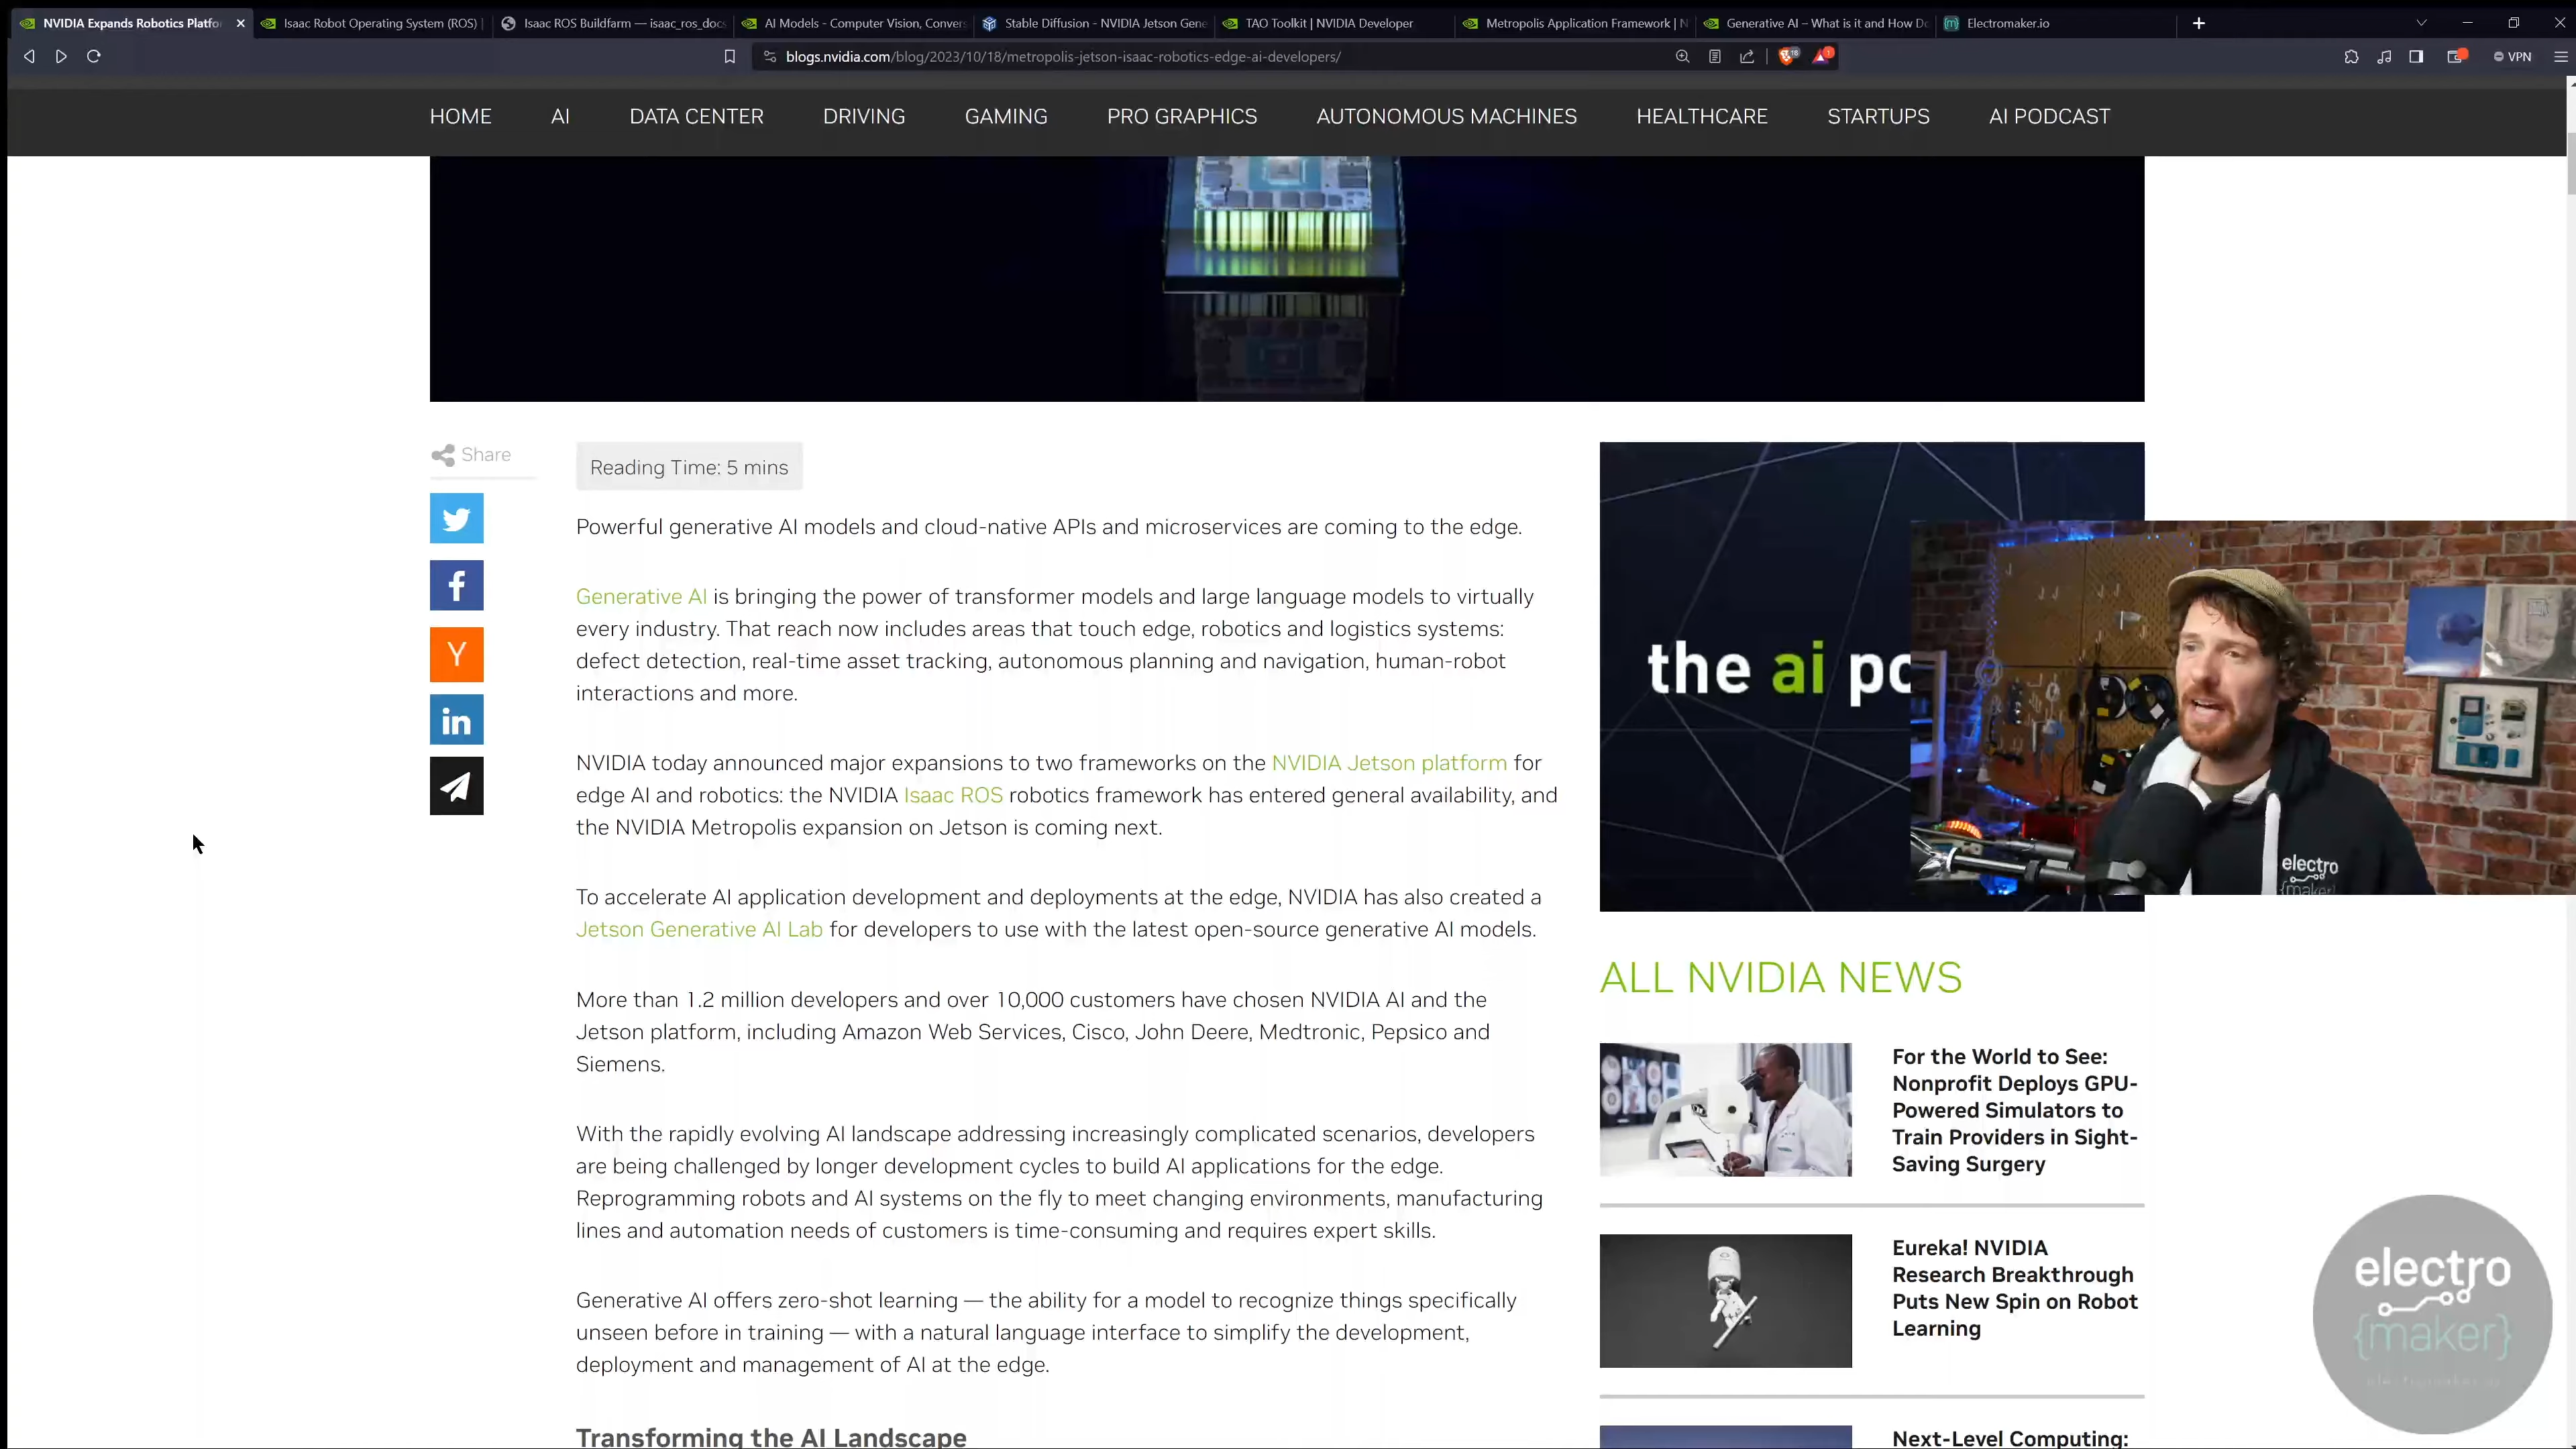 NVIDIA Expands Robotics Platfo
Isaac Robot Operating System (ROS) |
Isaac ROS Buildfarm — isaac_ros_docs
AI Models - Computer Vision, Convers
Stable Diffusion - NVIDIA Jetson Gene
TAO Toolkit | NVIDIA Developer
Metropolis Application Framework | N
Generative AI – What is it and How Do
Electromaker.io
blogs.nvidia.com/blog/2023/10/18/metropolis-jetson-isaac-robotics-edge-ai-developers/
VPN
HOME
AI
DATA CENTER
DRIVING
GAMING
PRO GRAPHICS
AUTONOMOUS MACHINES
HEALTHCARE
STARTUPS
AI PODCAST
Share
Reading Time: 5 mins
Powerful generative AI models and cloud-native APIs and microservices are coming to the edge.
Generative AI is bringing the power of transformer models and large language models to virtually
every industry. That reach now includes areas that touch edge, robotics and logistics systems:
defect detection, real-time asset tracking, autonomous planning and navigation, human-robot
interactions and more.
NVIDIA today announced major expansions to two frameworks on the NVIDIA Jetson platform for
edge AI and robotics: the NVIDIA Isaac ROS robotics framework has entered general availability, and
the NVIDIA Metropolis expansion on Jetson is coming next.
To accelerate AI application development and deployments at the edge, NVIDIA has also created a
Jetson Generative AI Lab for developers to use with the latest open-source generative AI models.
More than 1.2 million developers and over 10,000 customers have chosen NVIDIA AI and the
Jetson platform, including Amazon Web Services, Cisco, John Deere, Medtronic, Pepsico and
Siemens.
With the rapidly evolving AI landscape addressing increasingly complicated scenarios, developers
are being challenged by longer development cycles to build AI applications for the edge.
Reprogramming robots and AI systems on the fly to meet changing environments, manufacturing
lines and automation needs of customers is time-consuming and requires expert skills.
Generative AI offers zero-shot learning — the ability for a model to recognize things specifically
unseen before in training — with a natural language interface to simplify the development,
deployment and management of AI at the edge.
Transforming the AI Landscape
the ai po
electro
{maker}
ALL NVIDIA NEWS
For the World to See:
Nonprofit Deploys GPU-
Powered Simulators to
Train Providers in Sight-
Saving Surgery
Eureka! NVIDIA
Research Breakthrough
Puts New Spin on Robot
Learning
Next-Level Computing:
electro
{maker}